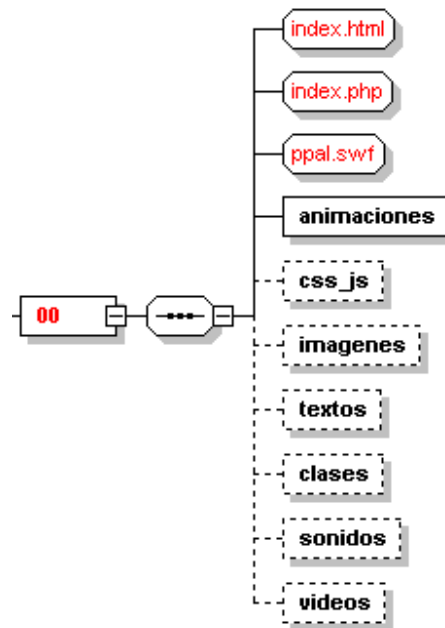 index.html
index.php
ppal.swf
animaciones
css_js
00
imagenes
textos
clases
sonidos
videos